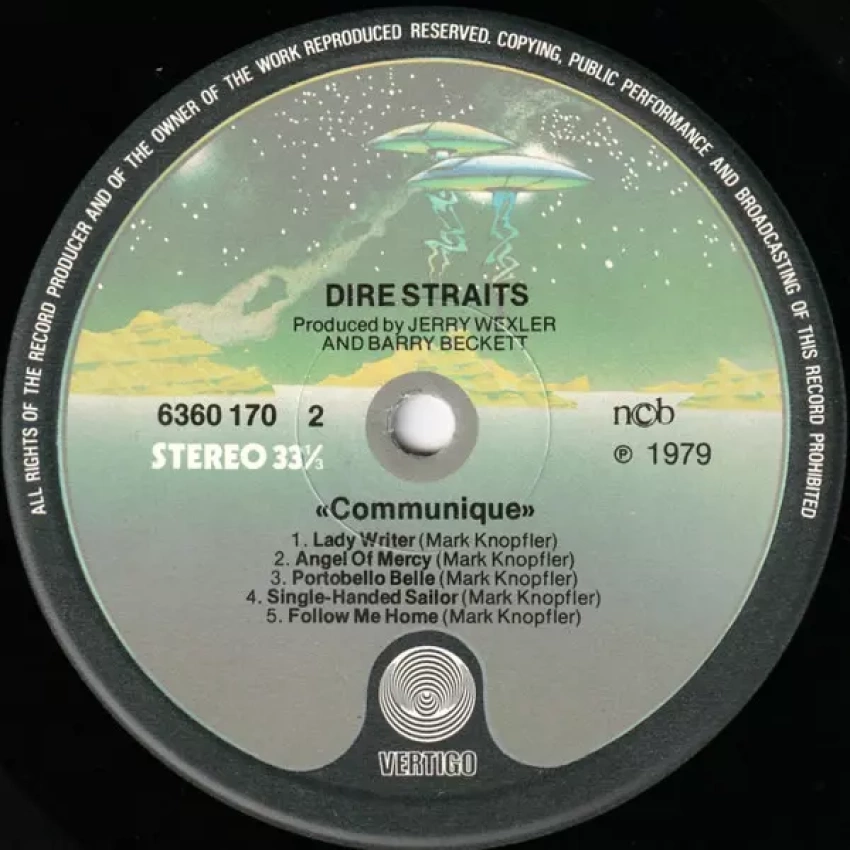 ALL RIGHTS OF THE RECORD PRODUCER AND OF THE OWNER OF THE WORK REPRODUCED RESERVED. COPYING, PUBLIC PERFORMANCE AND BROADCASTING OF THIS RECORD PROHIBITED
DIRE STRAITS
Produced by JERRY WEXLER
AND BARRY BECKETT
6360 170 2
STEREO 33⅓
ncb
℗ 1979
«Communique»
1. Lady Writer (Mark Knopfler)
2. Angel Of Mercy (Mark Knopfler)
3. Portobello Belle (Mark Knopfler)
4. Single-Handed Sailor (Mark Knopfler)
5. Follow Me Home (Mark Knopfler)
VERTIGO